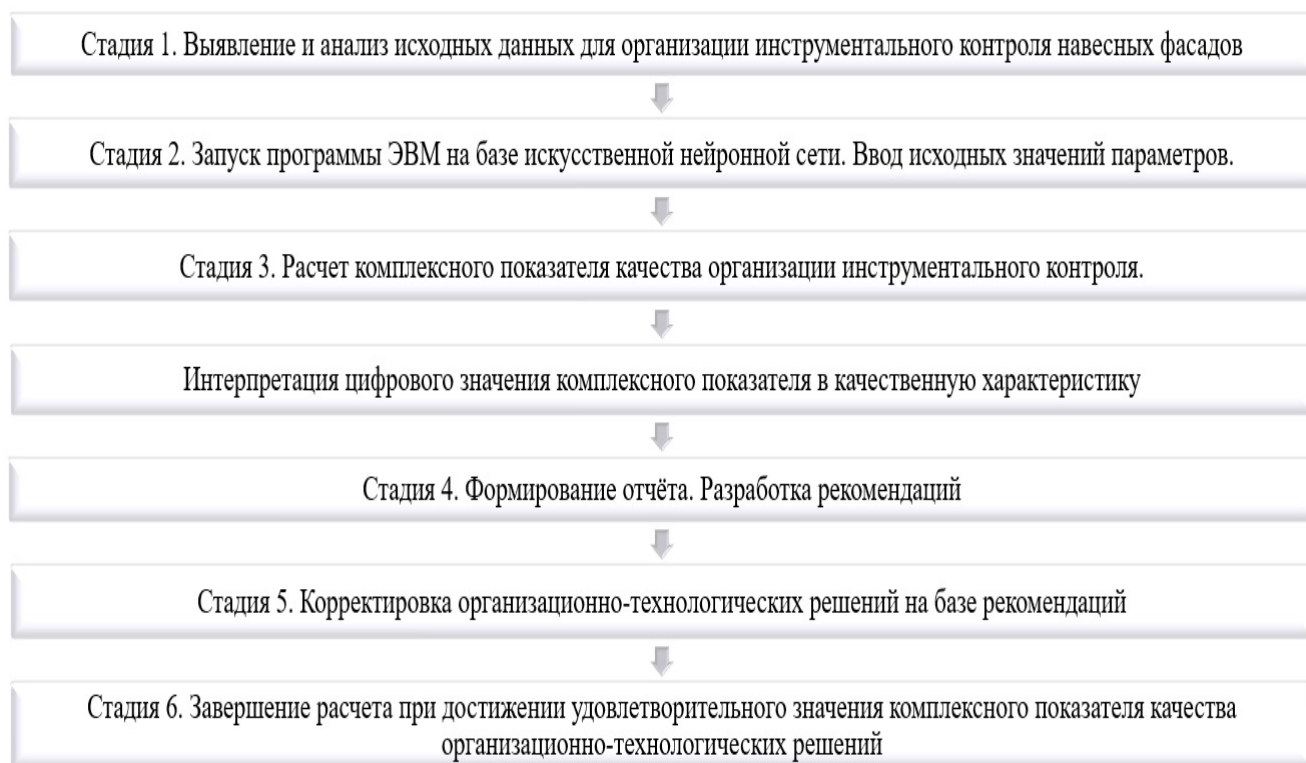 Стадия 1. Выявление и анализ исходных данных для организации инструментального контроля навесных фасадов
Стадия 2. Запуск программы ЭВМ на базе искусственной нейронной сети. Ввод исходных значений параметров.
Стадия 3. Расчет комплексного показателя качества организации инструментального контроля.
Интерпретация цифрового значения комплексного показателя в качественную характеристику
Стадия 4. Формирование отчёта. Разработка рекомендаций
Стадия 5. Корректировка организационно-технологических решений на базе рекомендаций
Стадия 6. Завершение расчета при достижении удовлетворительного значения комплексного показателя качества
организационно-технологических решений